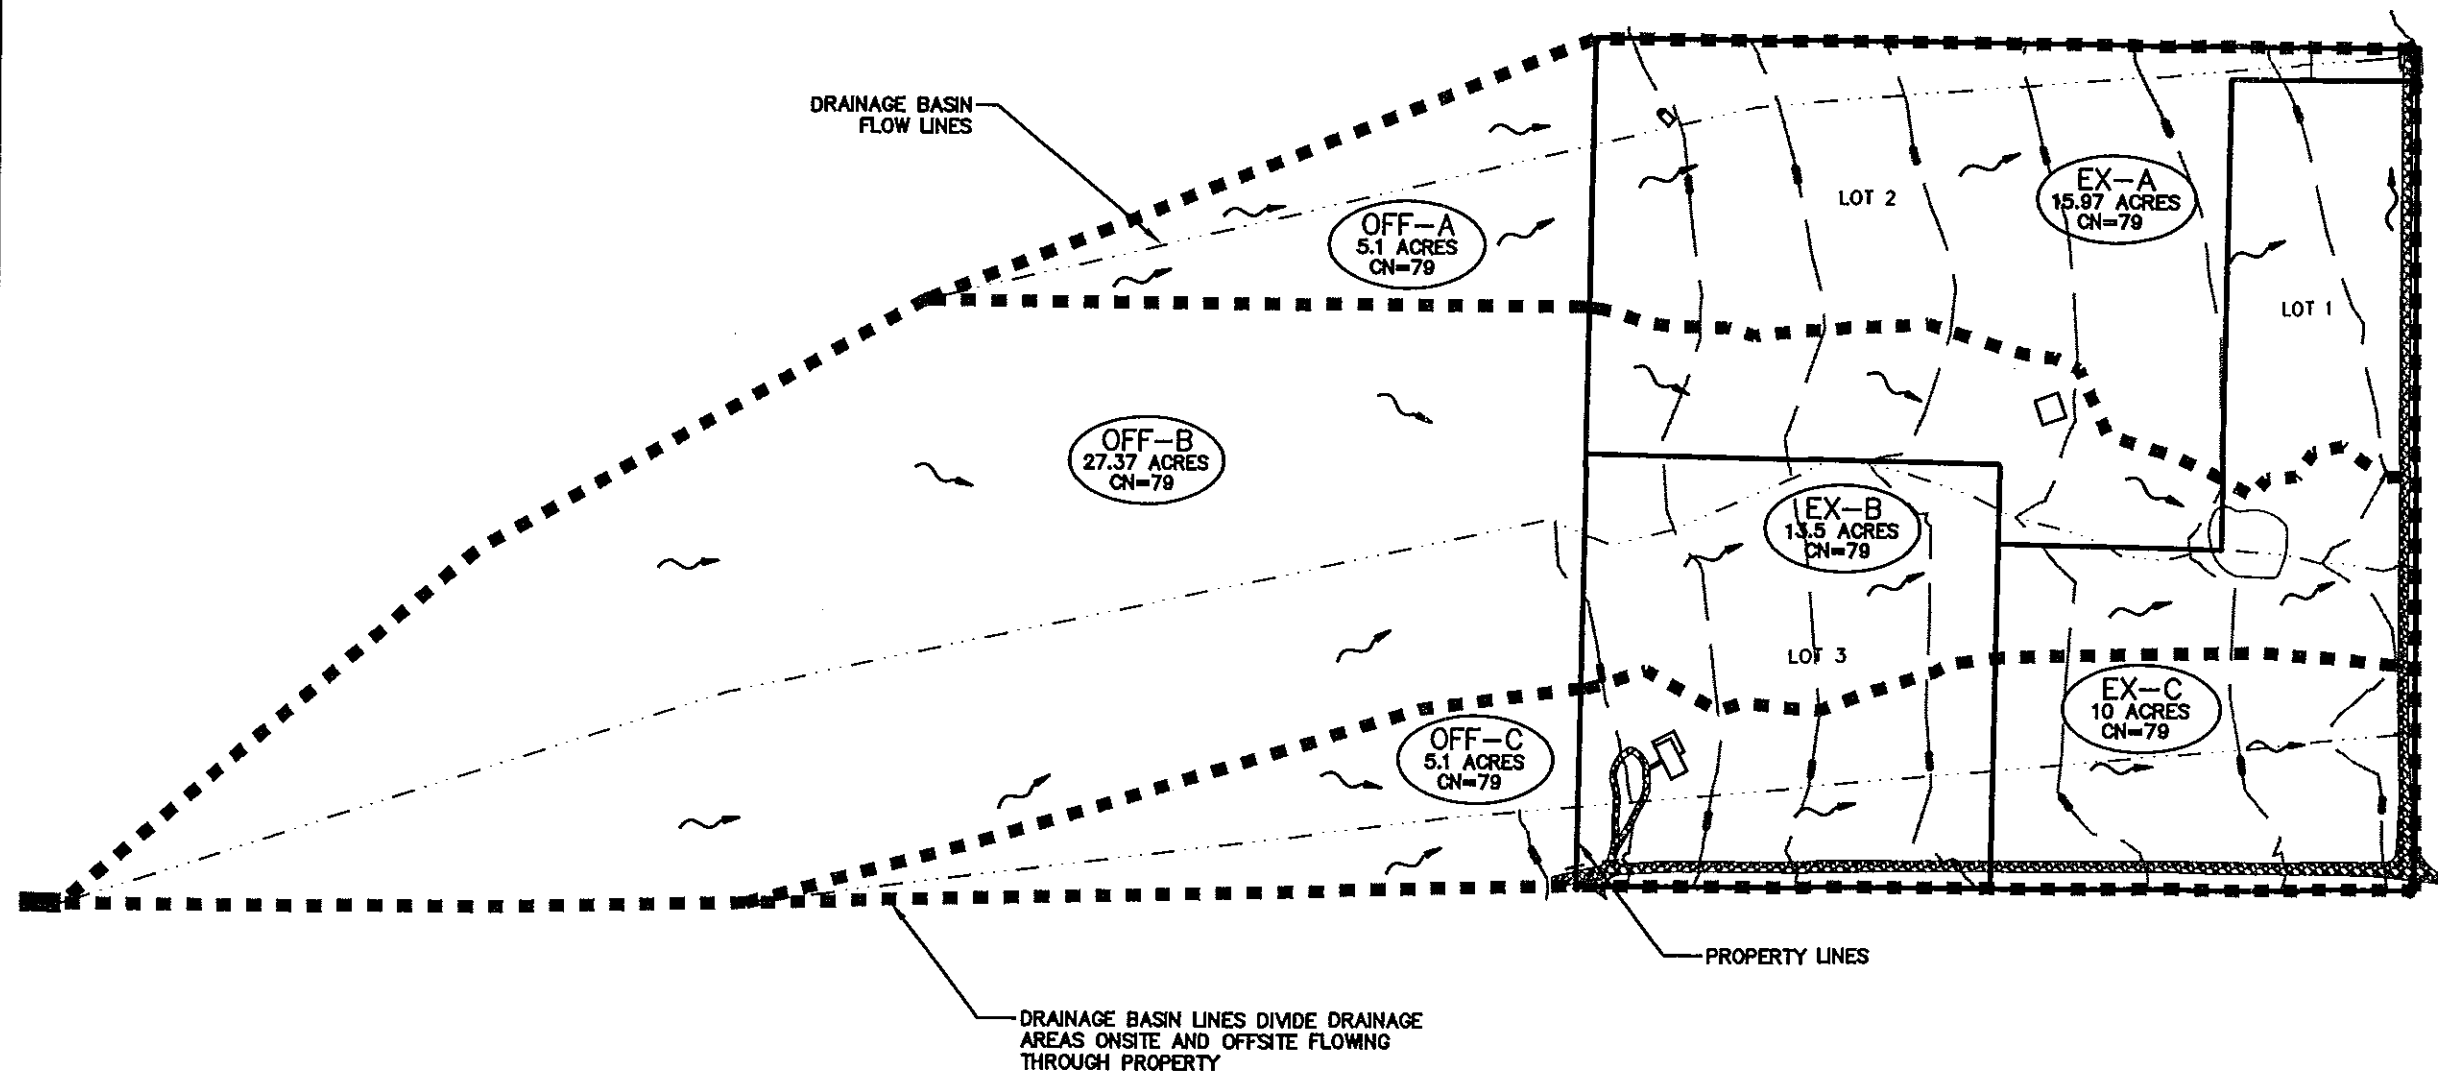 DRAINAGE BASIN
FLOW LINES
OFF-A
5.1 ACRES
CN=79
LOT 2
EX-A
15.97 ACRES
CN=79
LOT 1
OFF-B
27.37 ACRES
CN=79
EX-B
13.5 ACRES
CN=79
LOT 3
OFF-C
5.1 ACRES
CN=79
EX-C
10 ACRES
CN=79
PROPERTY LINES
DRAINAGE BASIN LINES DIVIDE DRAINAGE
AREAS ONSITE AND OFFSITE FLOWING
THROUGH PROPERTY